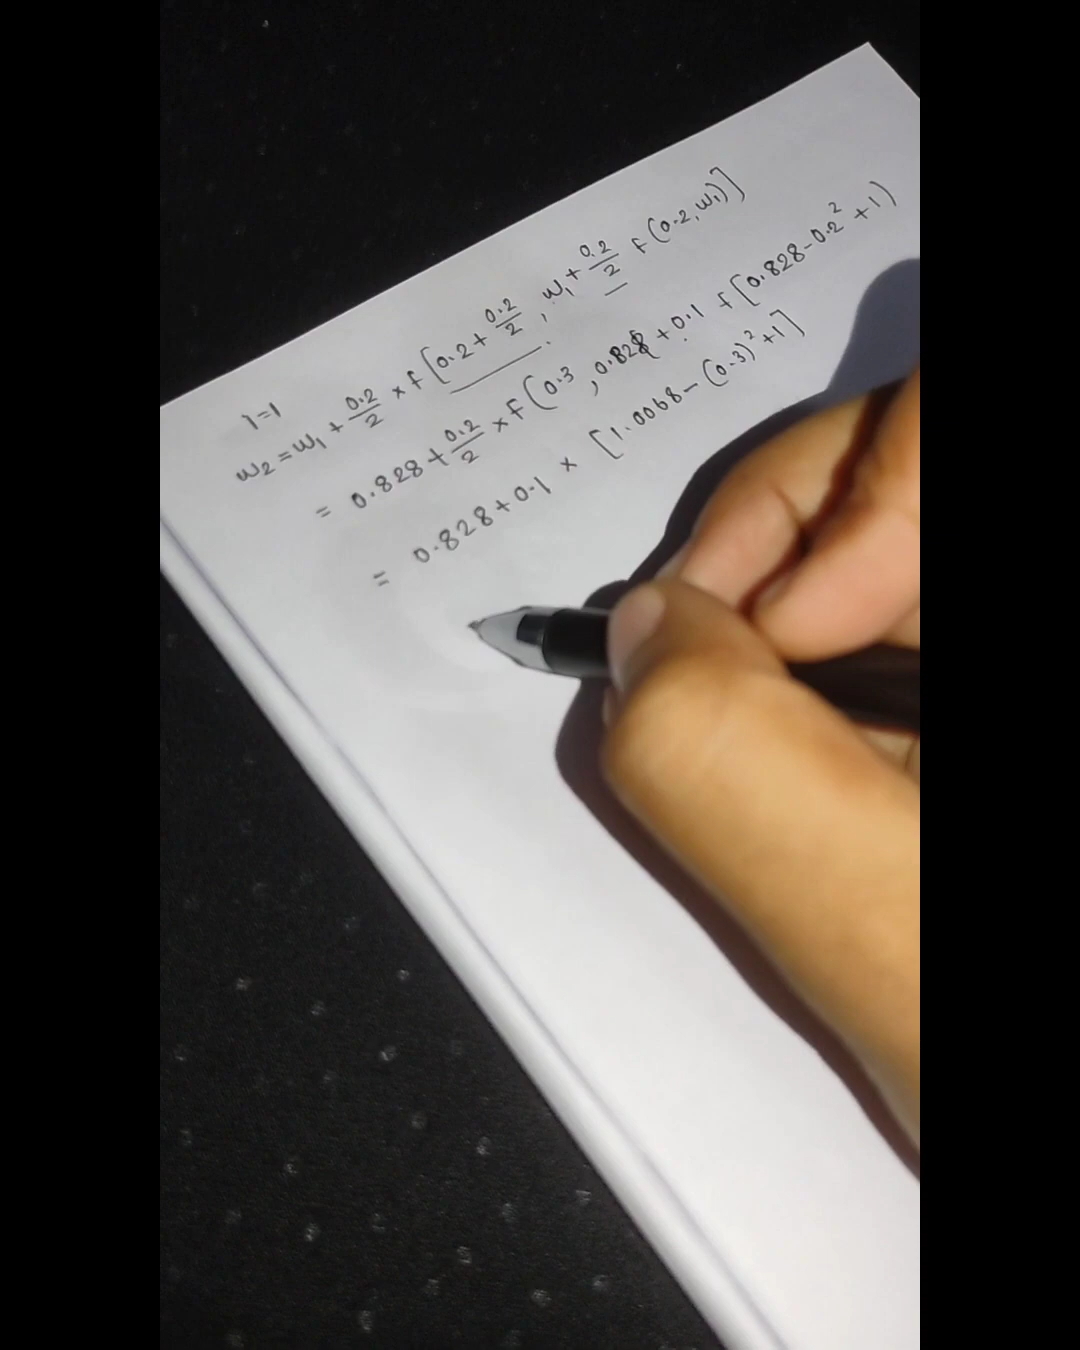 i=1
w₂ = w₁ + 0.2/2 × f [0.2 + 0.2/2 , w₁ + 0.2/2 f (0.2, w₁)]
= 0.828 + 0.2/2 × f (0.3 , 0.828 + 0.1 f [0.828 - 0.2² + 1)
= 0.828 + 0.1 × [1.0068 - (0.3)² + 1]